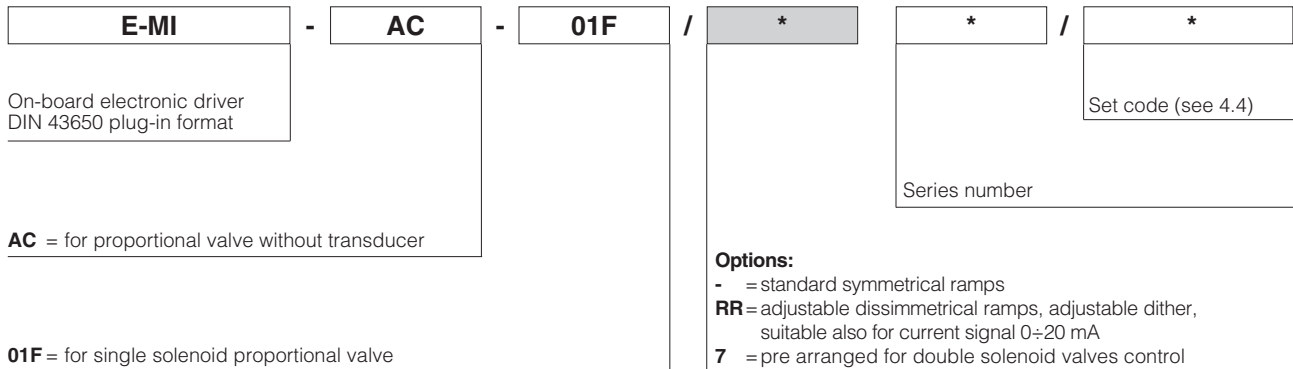 E-MI - AC - 01F / * * / *
On-board electronic driver
DIN 43650 plug-in format
Set code (see 4.4)
Series number
AC = for proportional valve without transducer
Options:
- = standard symmetrical ramps
RR = adjustable dissimmetrical ramps, adjustable dither,
suitable also for current signal 0÷20 mA
01F = for single solenoid proportional valve
7 = pre arranged for double solenoid valves control